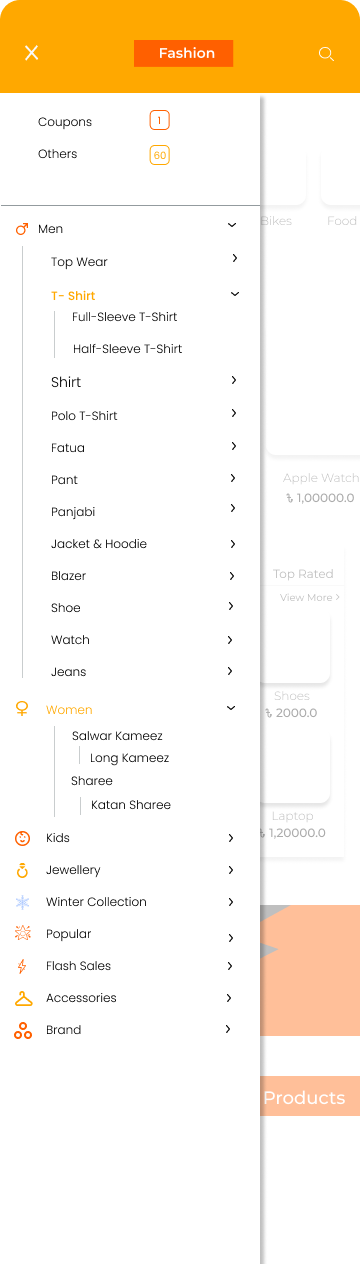 Fashion
Coupons 1
Others 60
Men
Top Wear
T- Shirt
Full-Sleeve T-Shirt
Half-Sleeve T-Shirt
Shirt
Polo T-Shirt
Fatua
Pant
Panjabi
Jacket & Hoodie
Blazer
Shoe
Watch
Jeans
Women
Salwar Kameez
Long Kameez
Sharee
Katan Sharee
Kids
Jewellery
Winter Collection
Popular
Flash Sales
Accessories
Brand
Bikes Food
Apple Watch
৳ 1,00000.0
Top Rated
View More >
Shoes
৳ 2000.0
Laptop
৳ 1,20000.0
Products